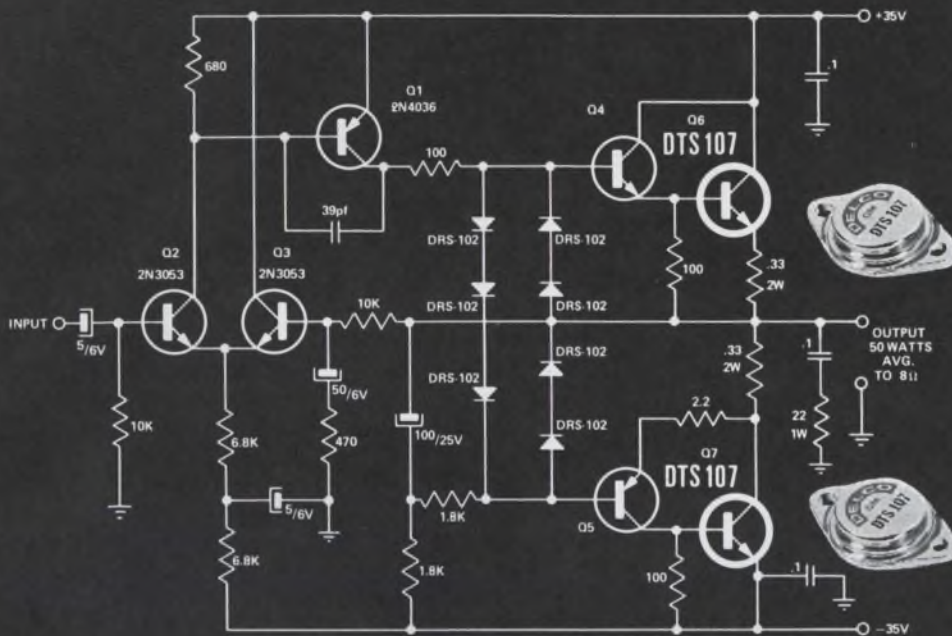 +35V
680
Q1
2N4036
Q4
Q6
DTS 107
.1
100
39pf
DELCO
DTS 107
Q2
2N3053
Q3
2N3053
DRS-102
DRS-102
100
.33
2W
10K
DRS-102
DRS-102
INPUT
5/6V
OUTPUT
50 WATTS
AVG.
TO 8Ω
50/6V
DRS-102
DRS-102
.33
2W
.1
2.2
10K
6.8K
470
100/25V
DRS-102
22
1W
Q7
DTS 107
5/6V
1.8K
Q5
DELCO
DTS 107
6.8K
1.8K
100
.1
-35V